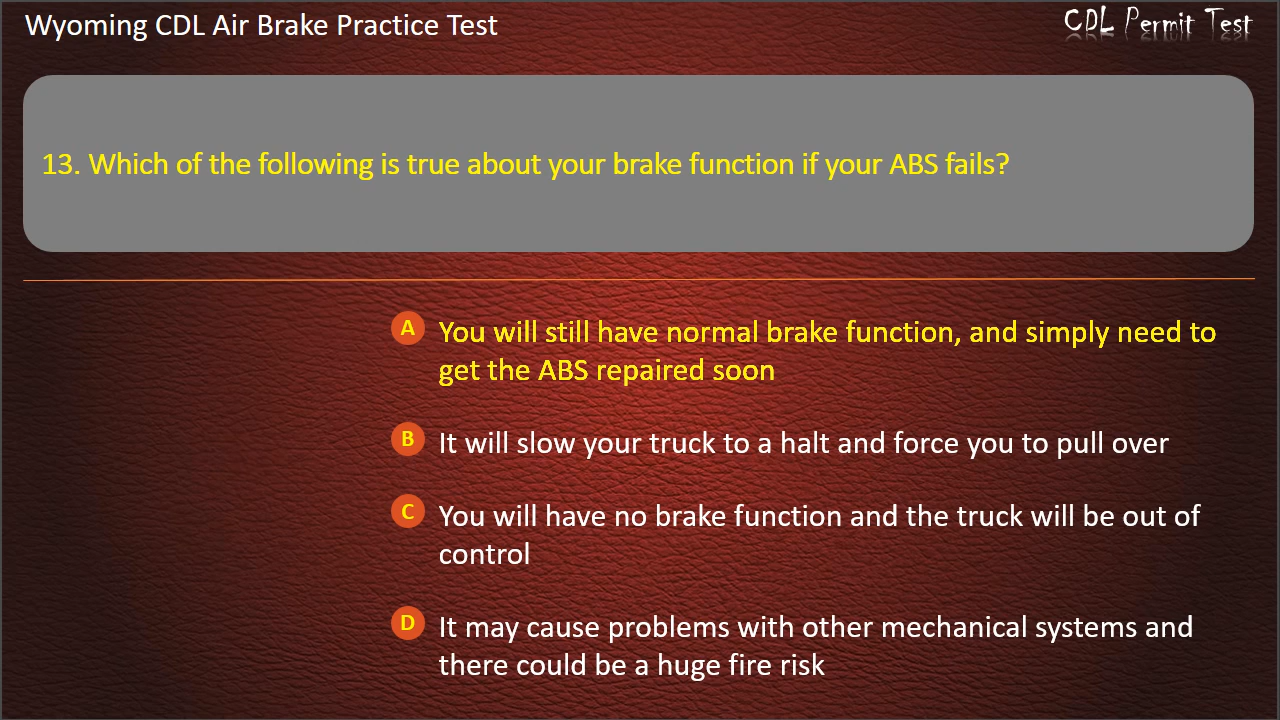 Wyoming CDL Air Brake Practice Test
CDL Permit Test
13. Which of the following is true about your brake function if your ABS fails?
A You will still have normal brake function, and simply need to
get the ABS repaired soon
B It will slow your truck to a halt and force you to pull over
C You will have no brake function and the truck will be out of
control
D It may cause problems with other mechanical systems and
there could be a huge fire risk